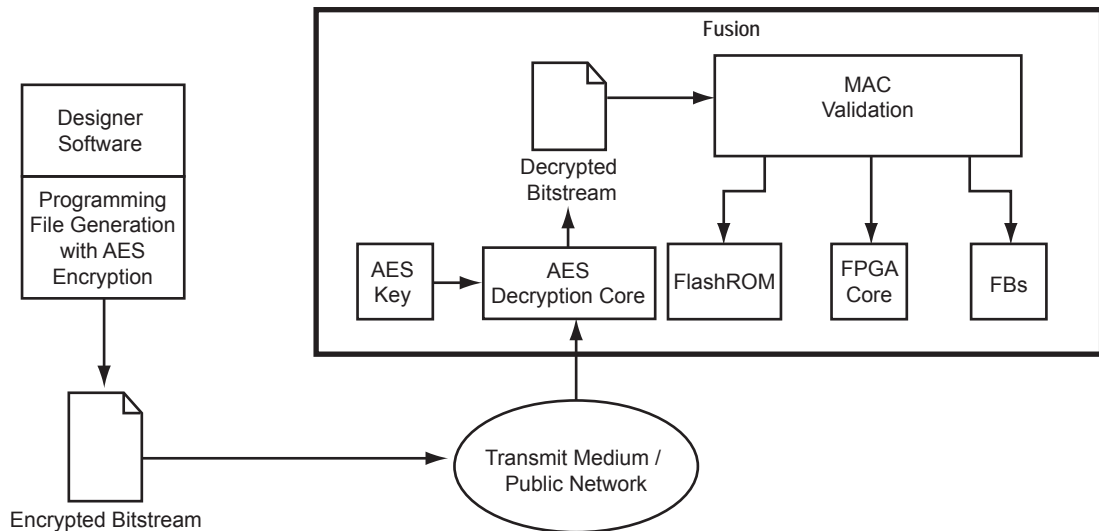 Fusion
Designer
Software
Programming
File Generation
with AES
Encryption
Encrypted Bitstream
Transmit Medium /
Public Network
AES
Key
AES
Decryption Core
Decrypted
Bitstream
MAC
Validation
FlashROM
FPGA
Core
FBs